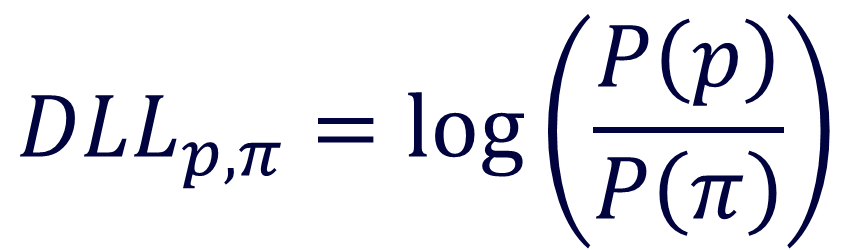 DLL_{p,π} = log(P(p)/P(π))